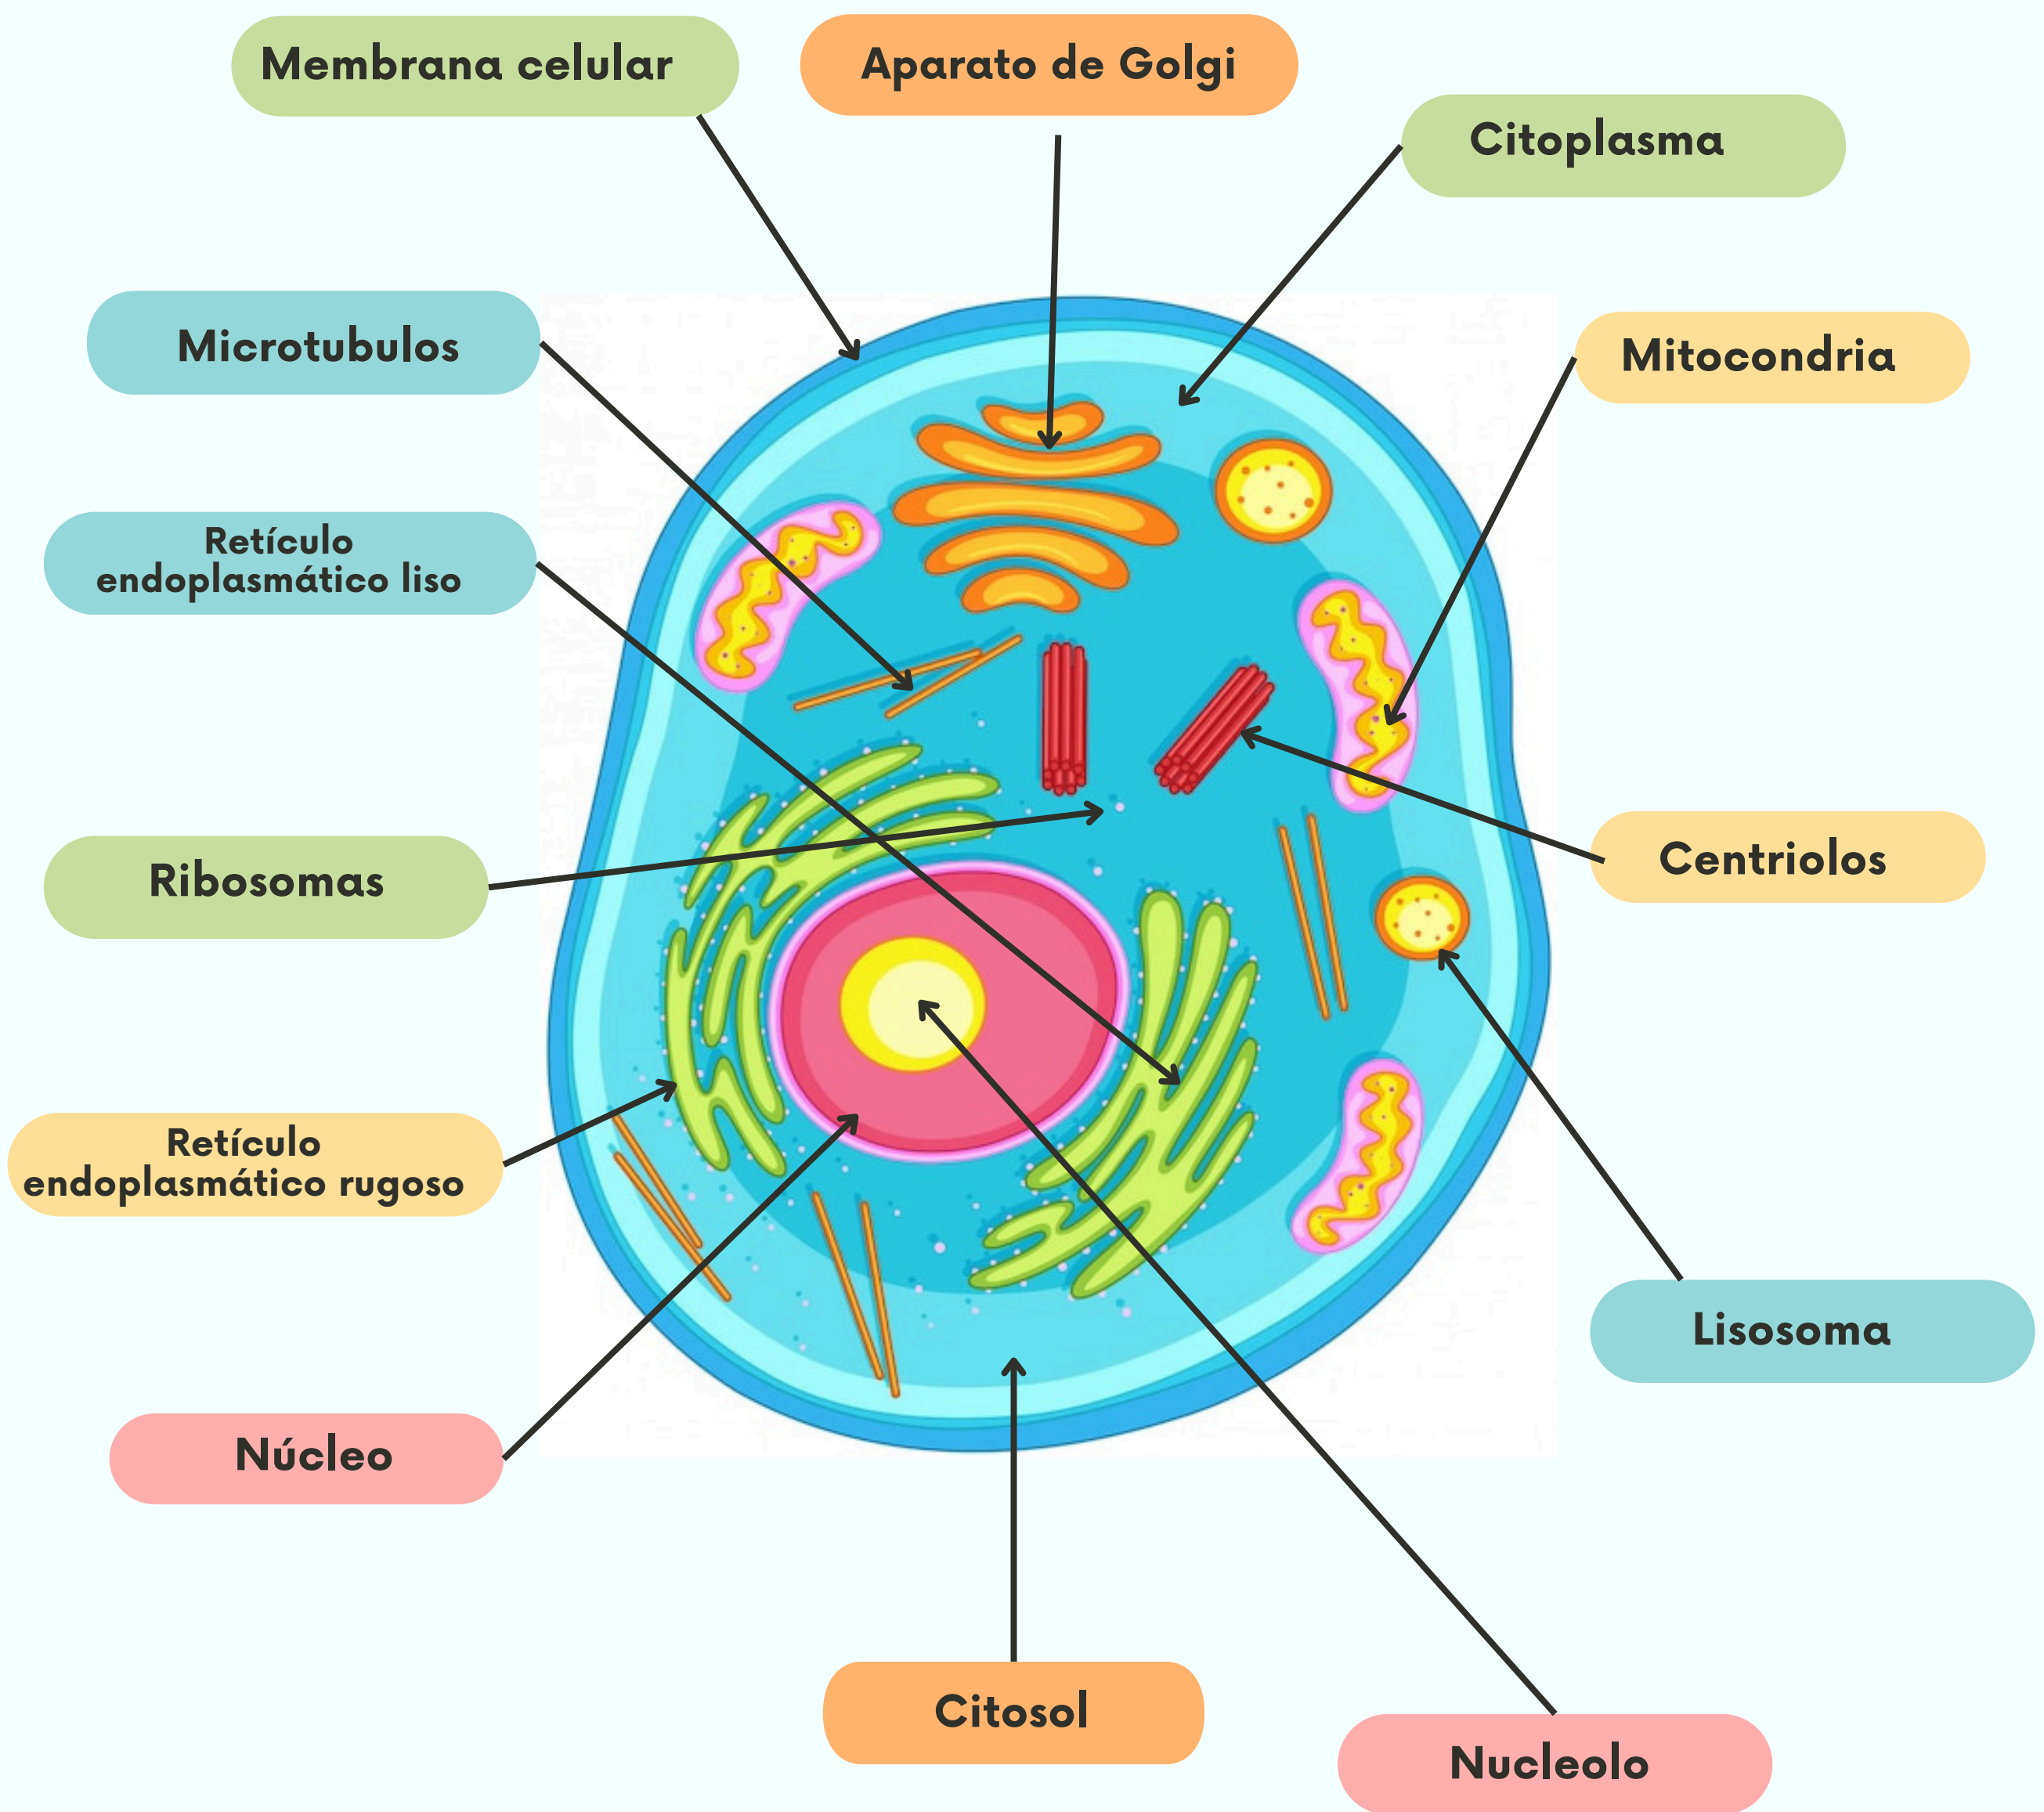 Membrana celular
Aparato de Golgi
Citoplasma
Microtubulos
Mitocondria
Retículo
endoplasmático liso
Ribosomas
Centriolos
Retículo
endoplasmático rugoso
Lisosoma
Núcleo
Citosol
Nucleolo